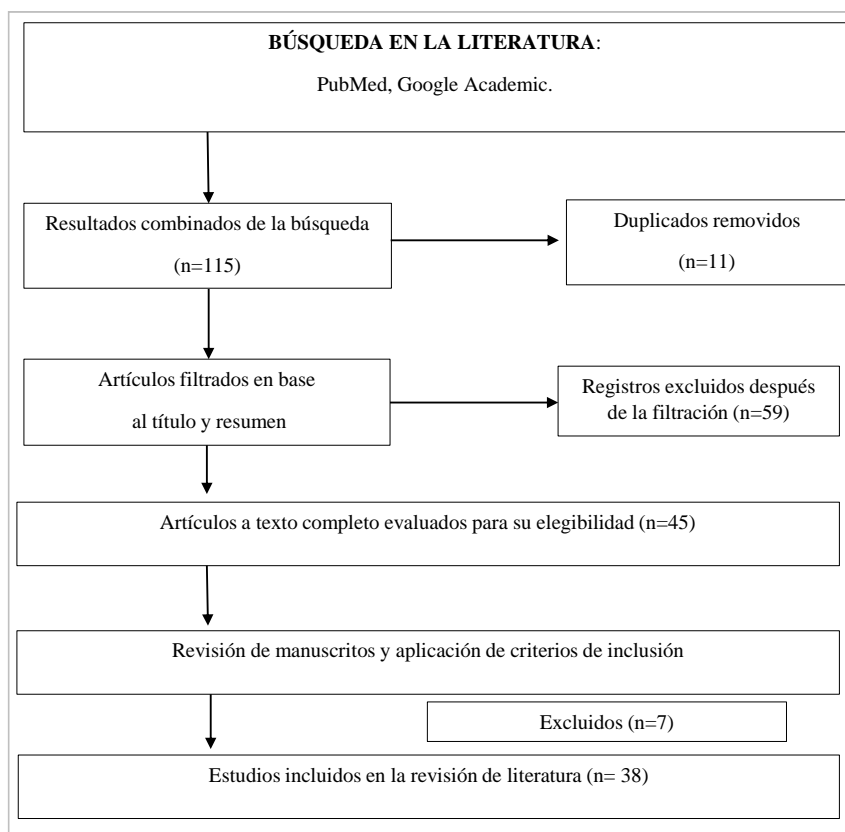 BÚSQUEDA EN LA LITERATURA:
PubMed, Google Academic.
Resultados combinados de la búsqueda
(n=115)
Duplicados removidos
(n=11)
Artículos filtrados en base
al título y resumen
Registros excluidos después
de la filtración (n=59)
Artículos a texto completo evaluados para su elegibilidad (n=45)
Revisión de manuscritos y aplicación de criterios de inclusión
Excluidos (n=7)
Estudios incluidos en la revisión de literatura (n= 38)